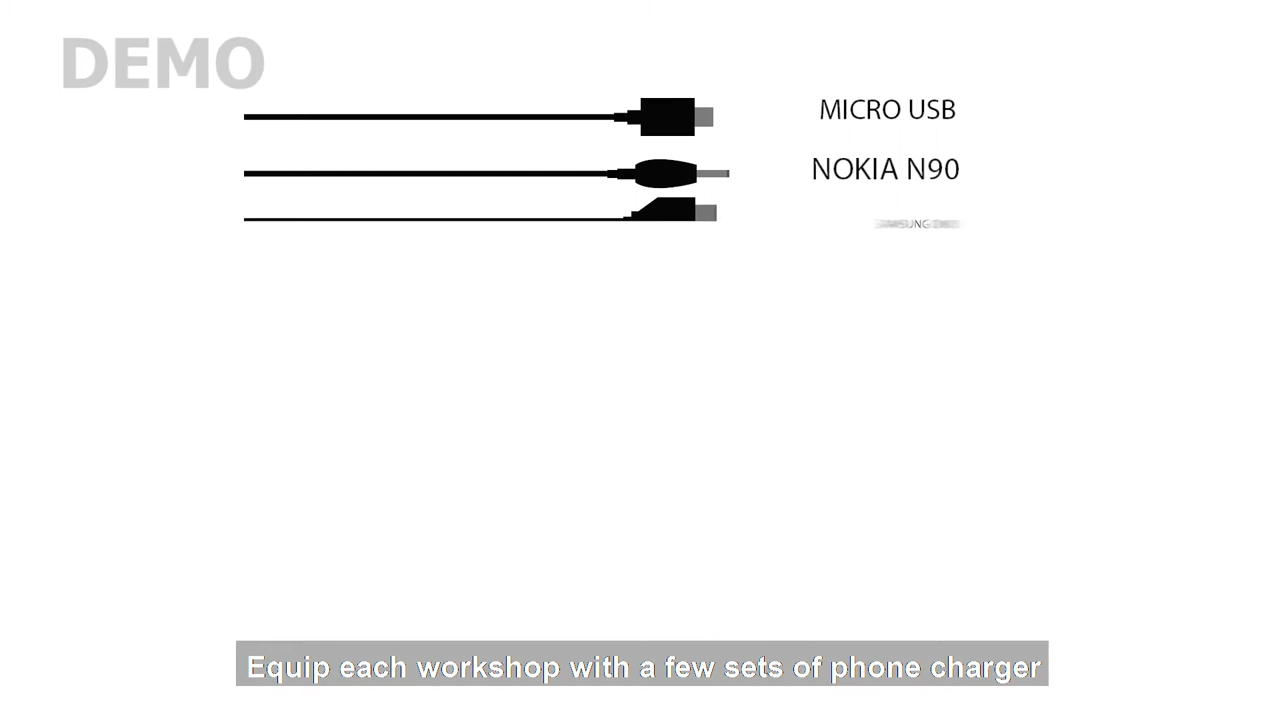 DEMO
MICRO USB
NOKIA N90
Equip each workshop with a few sets of phone charger